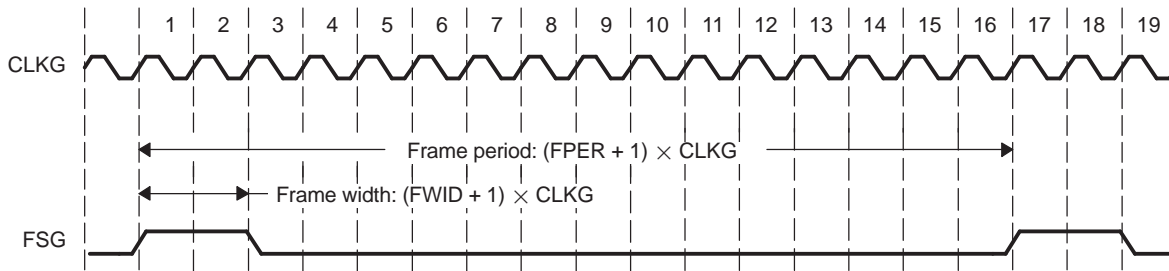 1 2 3 4 5 6 7 8 9 10 11 12 13 14 15 16 17 18 19
CLKG
Frame period: (FPER + 1) × CLKG
Frame width: (FWID + 1) × CLKG
FSG